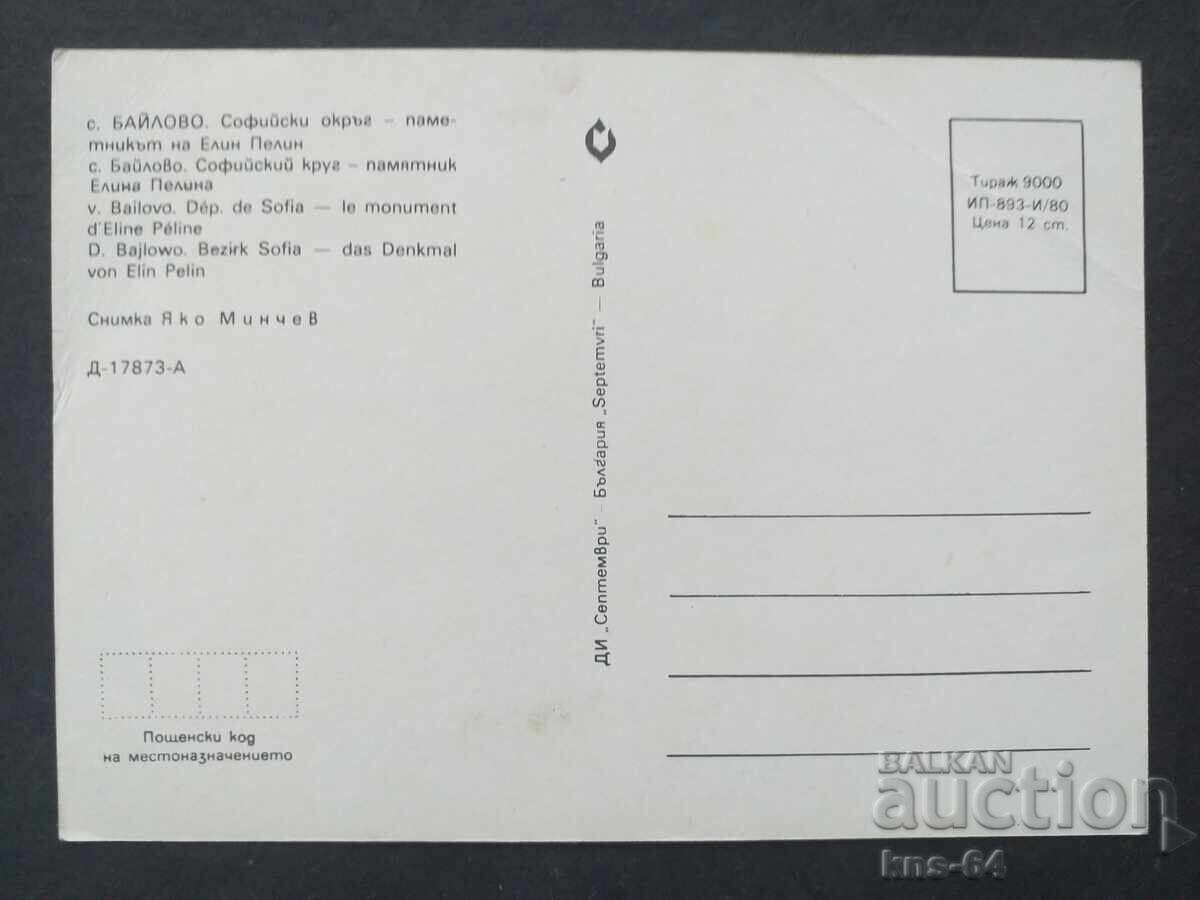 с. БАЙЛОВО. Софийски окръг – паме-
тникът на Елин Пелин
с. Байлово. Софийский круг – памятник
Елина Пелина
v. Bailovo. Dép. de Sofia — le monument
d'Eline Péline
D. Bajlowo. Bezirk Sofia — das Denkmal
von Elin Pelin
Снимка Яко Минчев
Д-17873-А
Пощенски код
на местоназначението
ДИ „Септември" – България „Septemvri" — Bulgaria
Тираж 9000
ИП-893-И/80
Цена 12 ст.
BALKAN
auction
kns-64